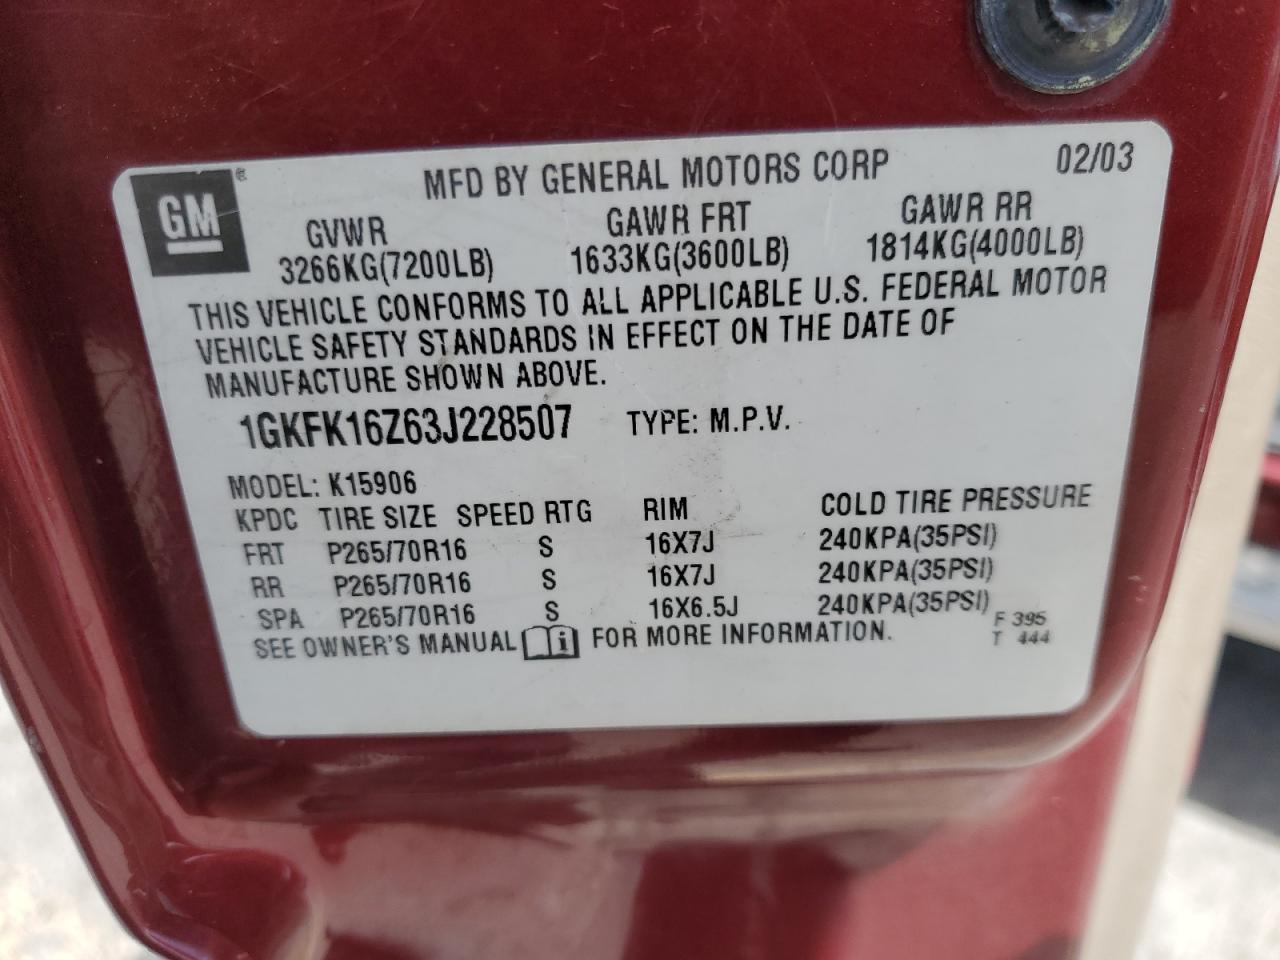 GM ® MFD BY GENERAL MOTORS CORP 02/03
GVWR GAWR FRT GAWR RR
3266KG(7200LB) 1633KG(3600LB) 1814KG(4000LB)
THIS VEHICLE CONFORMS TO ALL APPLICABLE U.S. FEDERAL MOTOR
VEHICLE SAFETY STANDARDS IN EFFECT ON THE DATE OF
MANUFACTURE SHOWN ABOVE.
1GKFK16Z63J228507 TYPE: M.P.V.
MODEL: K15906
KPDC TIRE SIZE SPEED RTG RIM COLD TIRE PRESSURE
FRT P265/70R16 S 16X7J 240KPA(35PSI)
RR P265/70R16 S 16X7J 240KPA(35PSI)
SPA P265/70R16 S 16X6.5J 240KPA(35PSI)
SEE OWNER'S MANUAL i FOR MORE INFORMATION.
F 395
T 444